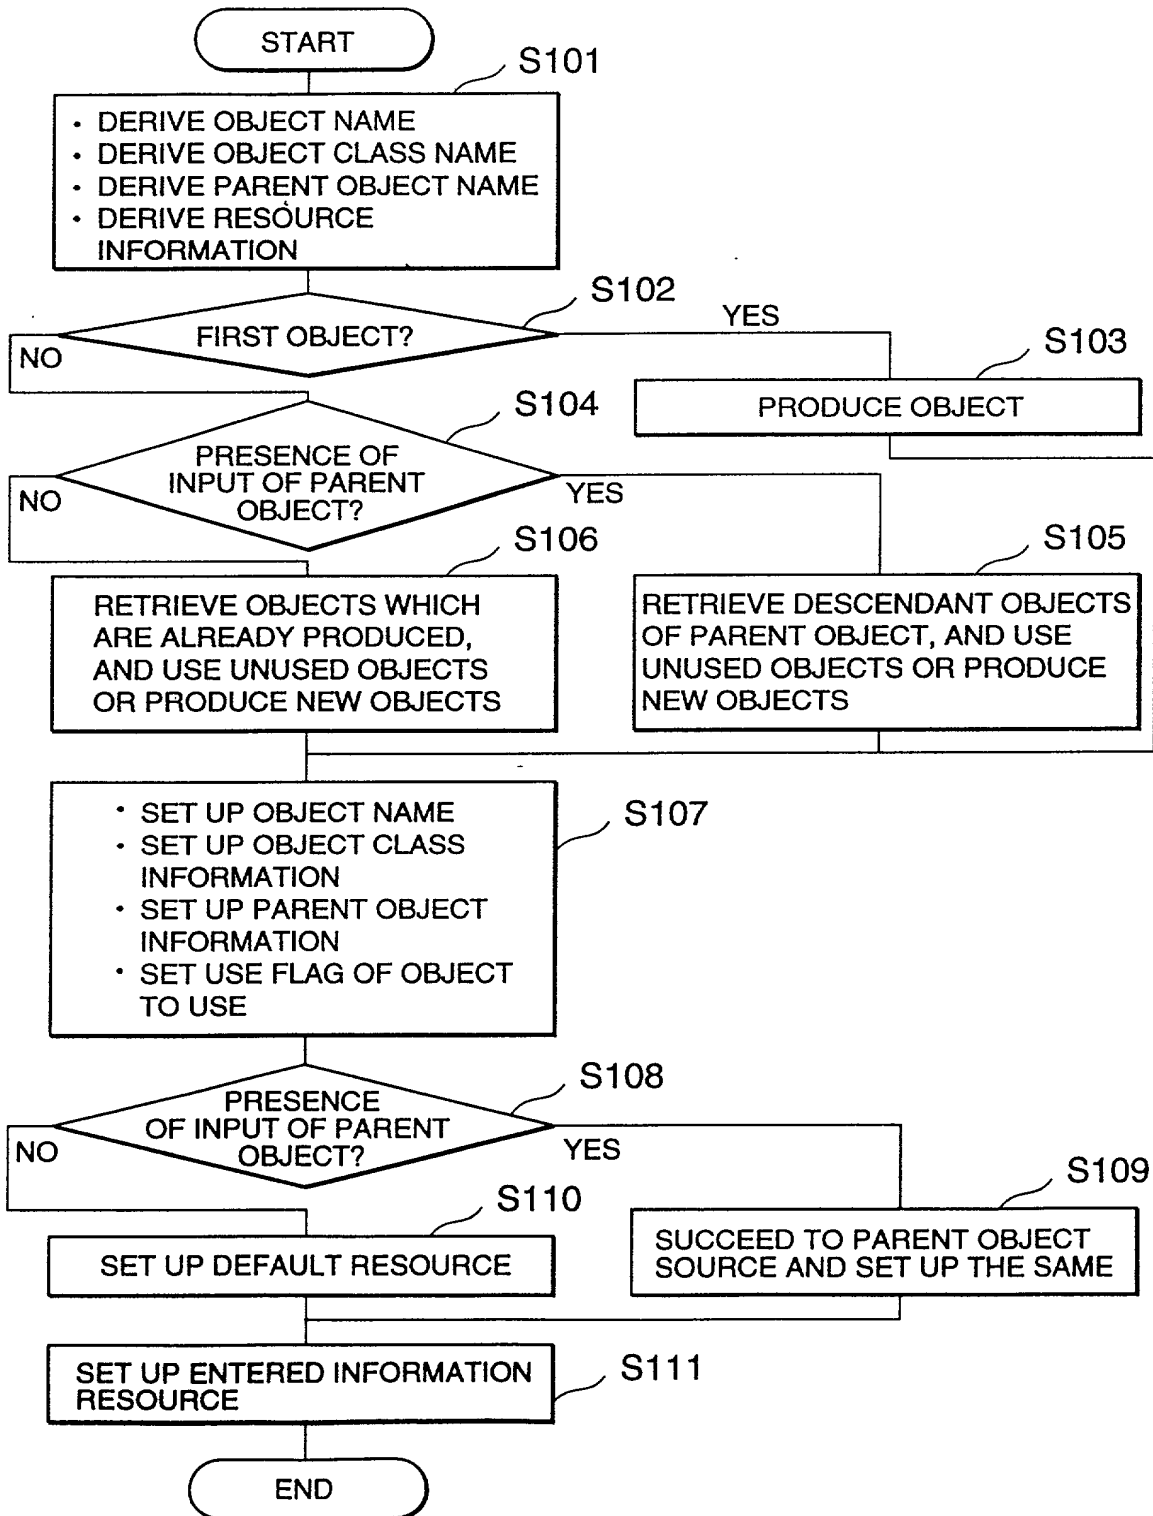 START
S101
· DERIVE OBJECT NAME
· DERIVE OBJECT CLASS NAME
· DERIVE PARENT OBJECT NAME
· DERIVE RESOURCE
INFORMATION
S102
FIRST OBJECT?
YES
NO
S103
PRODUCE OBJECT
S104
PRESENCE OF
INPUT OF PARENT
OBJECT?
NO
YES
S106
RETRIEVE OBJECTS WHICH
ARE ALREADY PRODUCED,
AND USE UNUSED OBJECTS
OR PRODUCE NEW OBJECTS
S105
RETRIEVE DESCENDANT OBJECTS
OF PARENT OBJECT, AND USE
UNUSED OBJECTS OR PRODUCE
NEW OBJECTS
S107
· SET UP OBJECT NAME
· SET UP OBJECT CLASS
INFORMATION
· SET UP PARENT OBJECT
INFORMATION
· SET USE FLAG OF OBJECT
TO USE
S108
PRESENCE
OF INPUT OF PARENT
OBJECT?
NO
YES
S110
SET UP DEFAULT RESOURCE
S109
SUCCEED TO PARENT OBJECT
SOURCE AND SET UP THE SAME
S111
SET UP ENTERED INFORMATION
RESOURCE
END